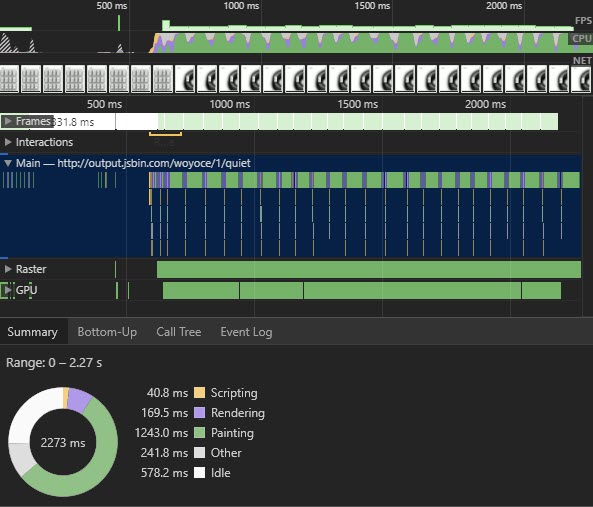 500 ms 1000 ms 1500 ms 2000 ms
FPS
CPU
NET
500 ms 1000 ms 1500 ms 2000 ms
Frames 331.8 ms
Interactions
Main — http://output.jsbin.com/woyoce/1/quiet
Raster
GPU
Summary Bottom-Up Call Tree Event Log
Range: 0 – 2.27 s
40.8 ms Scripting
169.5 ms Rendering
2273 ms 1243.0 ms Painting
241.8 ms Other
578.2 ms Idle